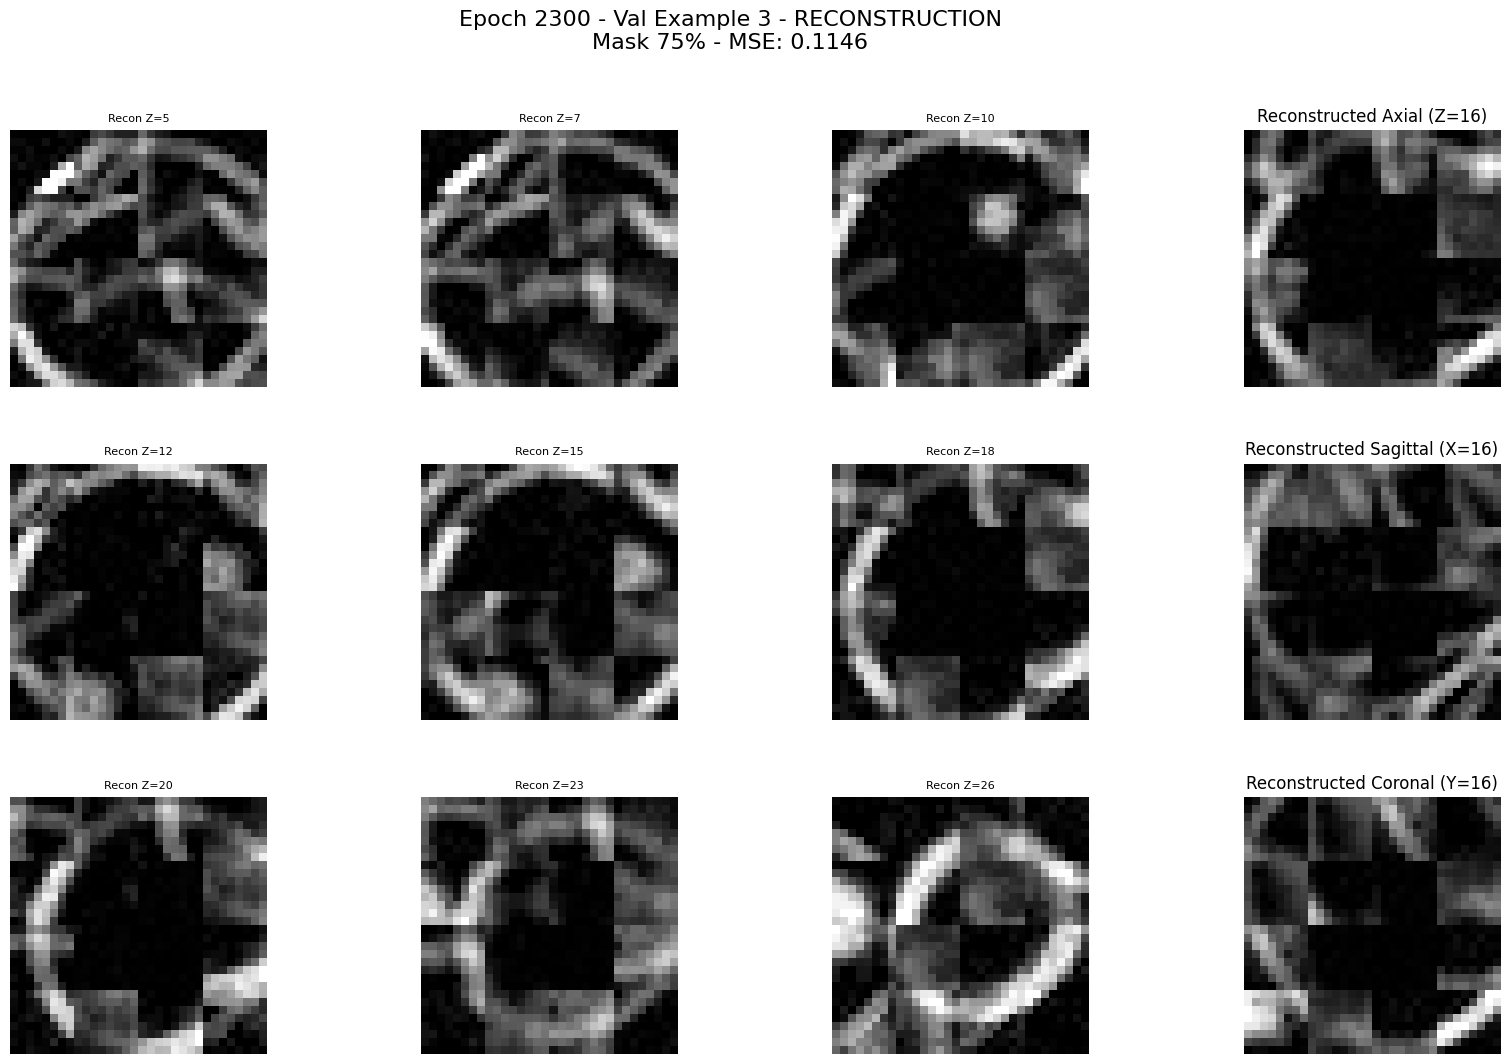 Epoch 2300 - Val Example 3 - RECONSTRUCTION
Mask 75% - MSE: 0.1146
Recon Z=5
Recon Z=7
Recon Z=10
Reconstructed Axial (Z=16)
Recon Z=12
Recon Z=15
Recon Z=18
Reconstructed Sagittal (X=16)
Recon Z=20
Recon Z=23
Recon Z=26
Reconstructed Coronal (Y=16)